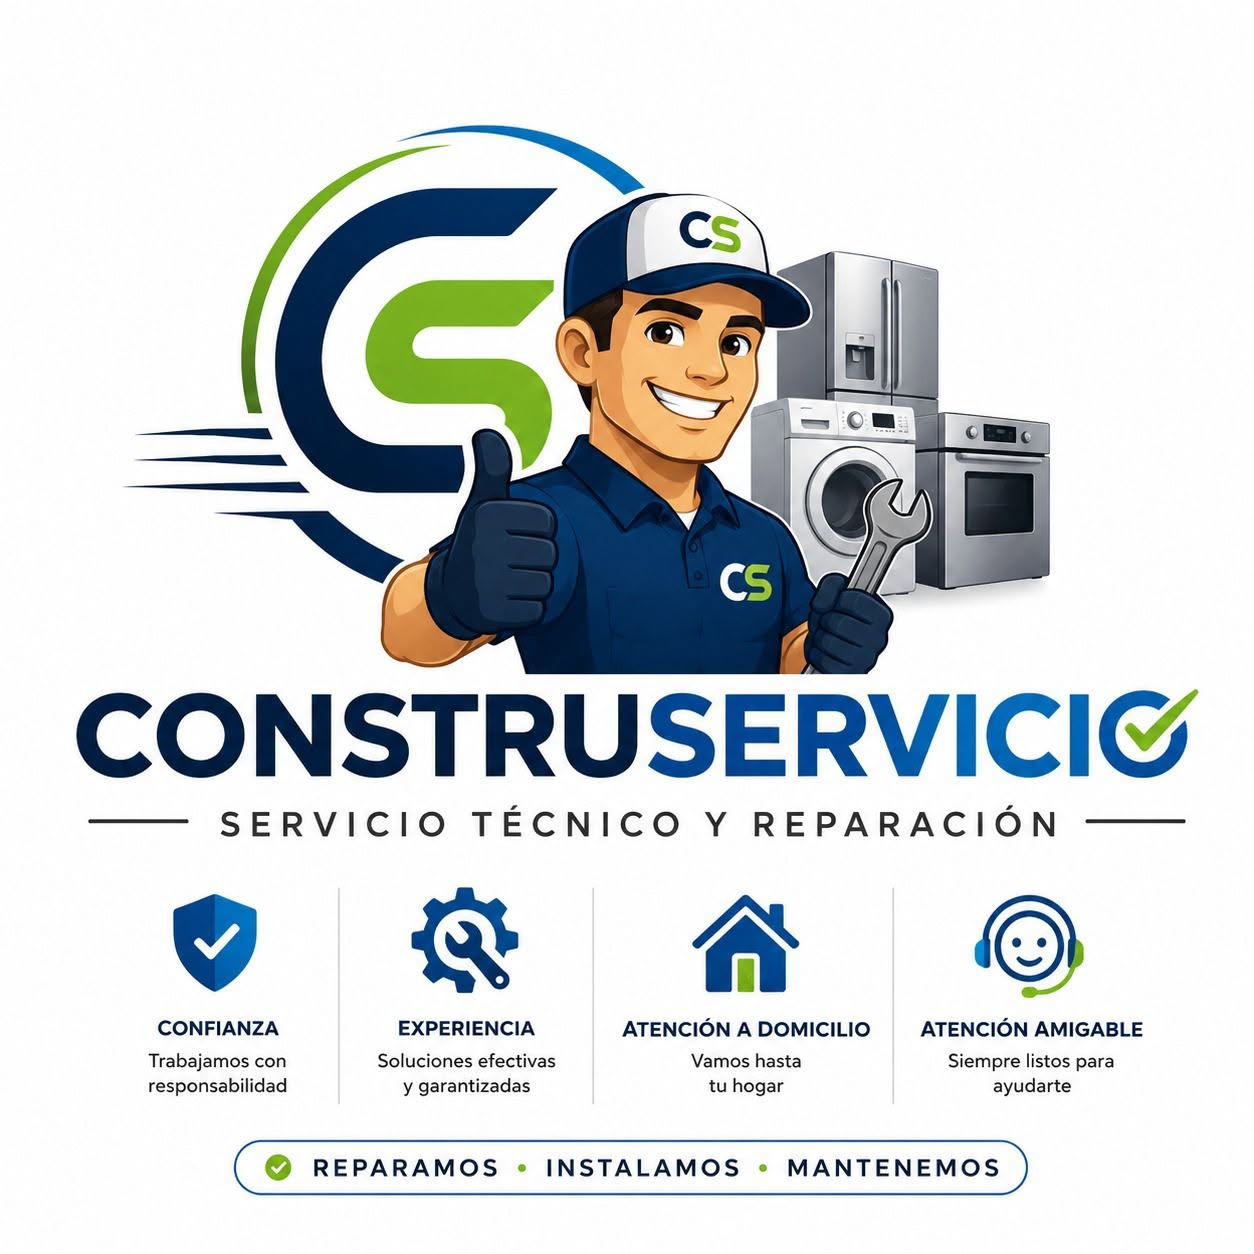 CS
CS
CS
CONSTRUSERVICIO
SERVICIO TÉCNICO Y REPARACIÓN
CONFIANZA
Trabajamos con
responsabilidad
EXPERIENCIA
Soluciones efectivas
y garantizadas
ATENCIÓN A DOMICILIO
Vamos hasta
tu hogar
ATENCIÓN AMIGABLE
Siempre listos para
ayudarte
REPARAMOS • INSTALAMOS • MANTENEMOS